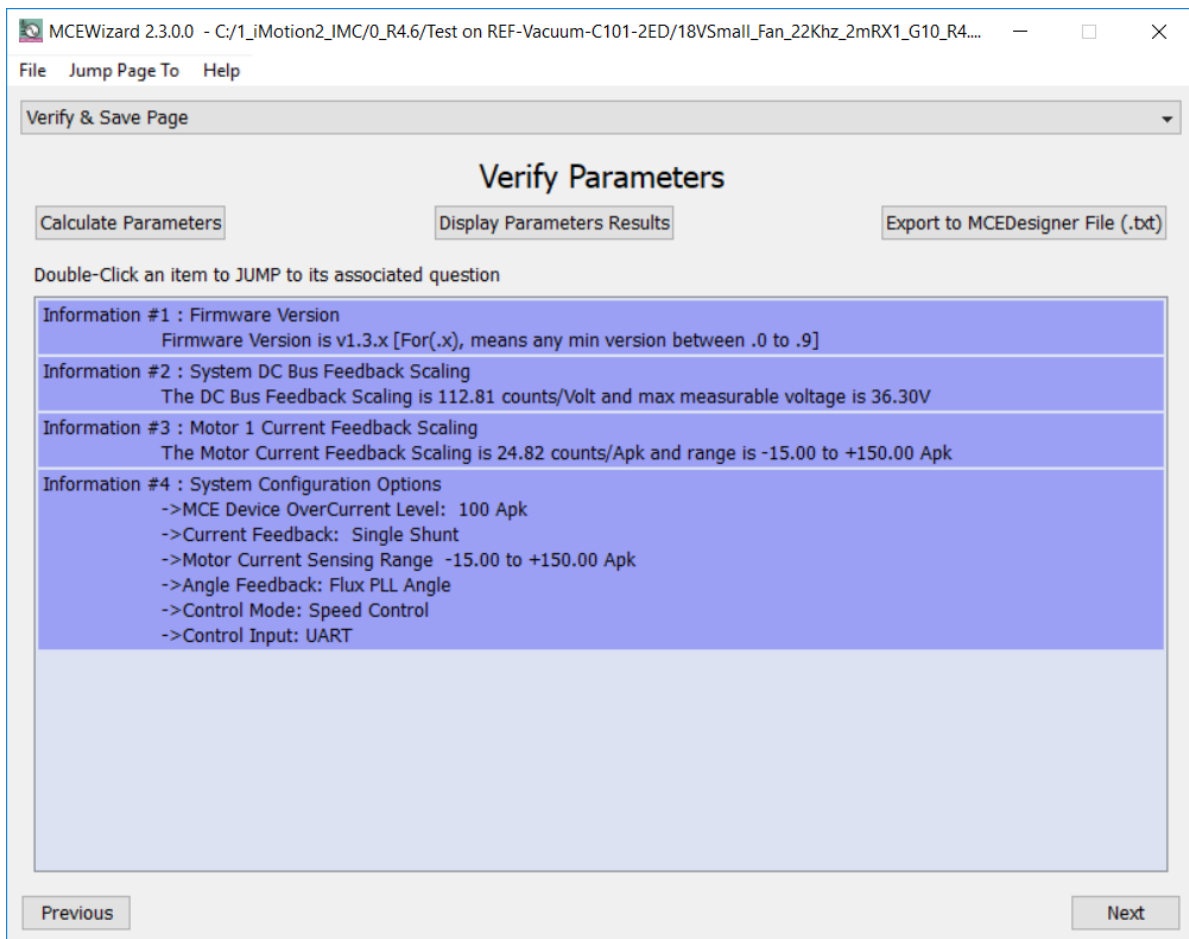 MCEWizard 2.3.0.0 - C:/1_iMotion2_IMC/0_R4.6/Test on REF-Vacuum-C101-2ED/18VSmall_Fan_22Khz_2mRX1_G10_R4....
File Jump Page To Help
Verify & Save Page
Verify Parameters
Calculate Parameters Display Parameters Results Export to MCEDesigner File (.txt)
Double-Click an item to JUMP to its associated question
Information #1 : Firmware Version
Firmware Version is v1.3.x [For(.x), means any min version between .0 to .9]
Information #2 : System DC Bus Feedback Scaling
The DC Bus Feedback Scaling is 112.81 counts/Volt and max measurable voltage is 36.30V
Information #3 : Motor 1 Current Feedback Scaling
The Motor Current Feedback Scaling is 24.82 counts/Apk and range is -15.00 to +150.00 Apk
Information #4 : System Configuration Options
->MCE Device OverCurrent Level: 100 Apk
->Current Feedback: Single Shunt
->Motor Current Sensing Range -15.00 to +150.00 Apk
->Angle Feedback: Flux PLL Angle
->Control Mode: Speed Control
->Control Input: UART
Previous Next